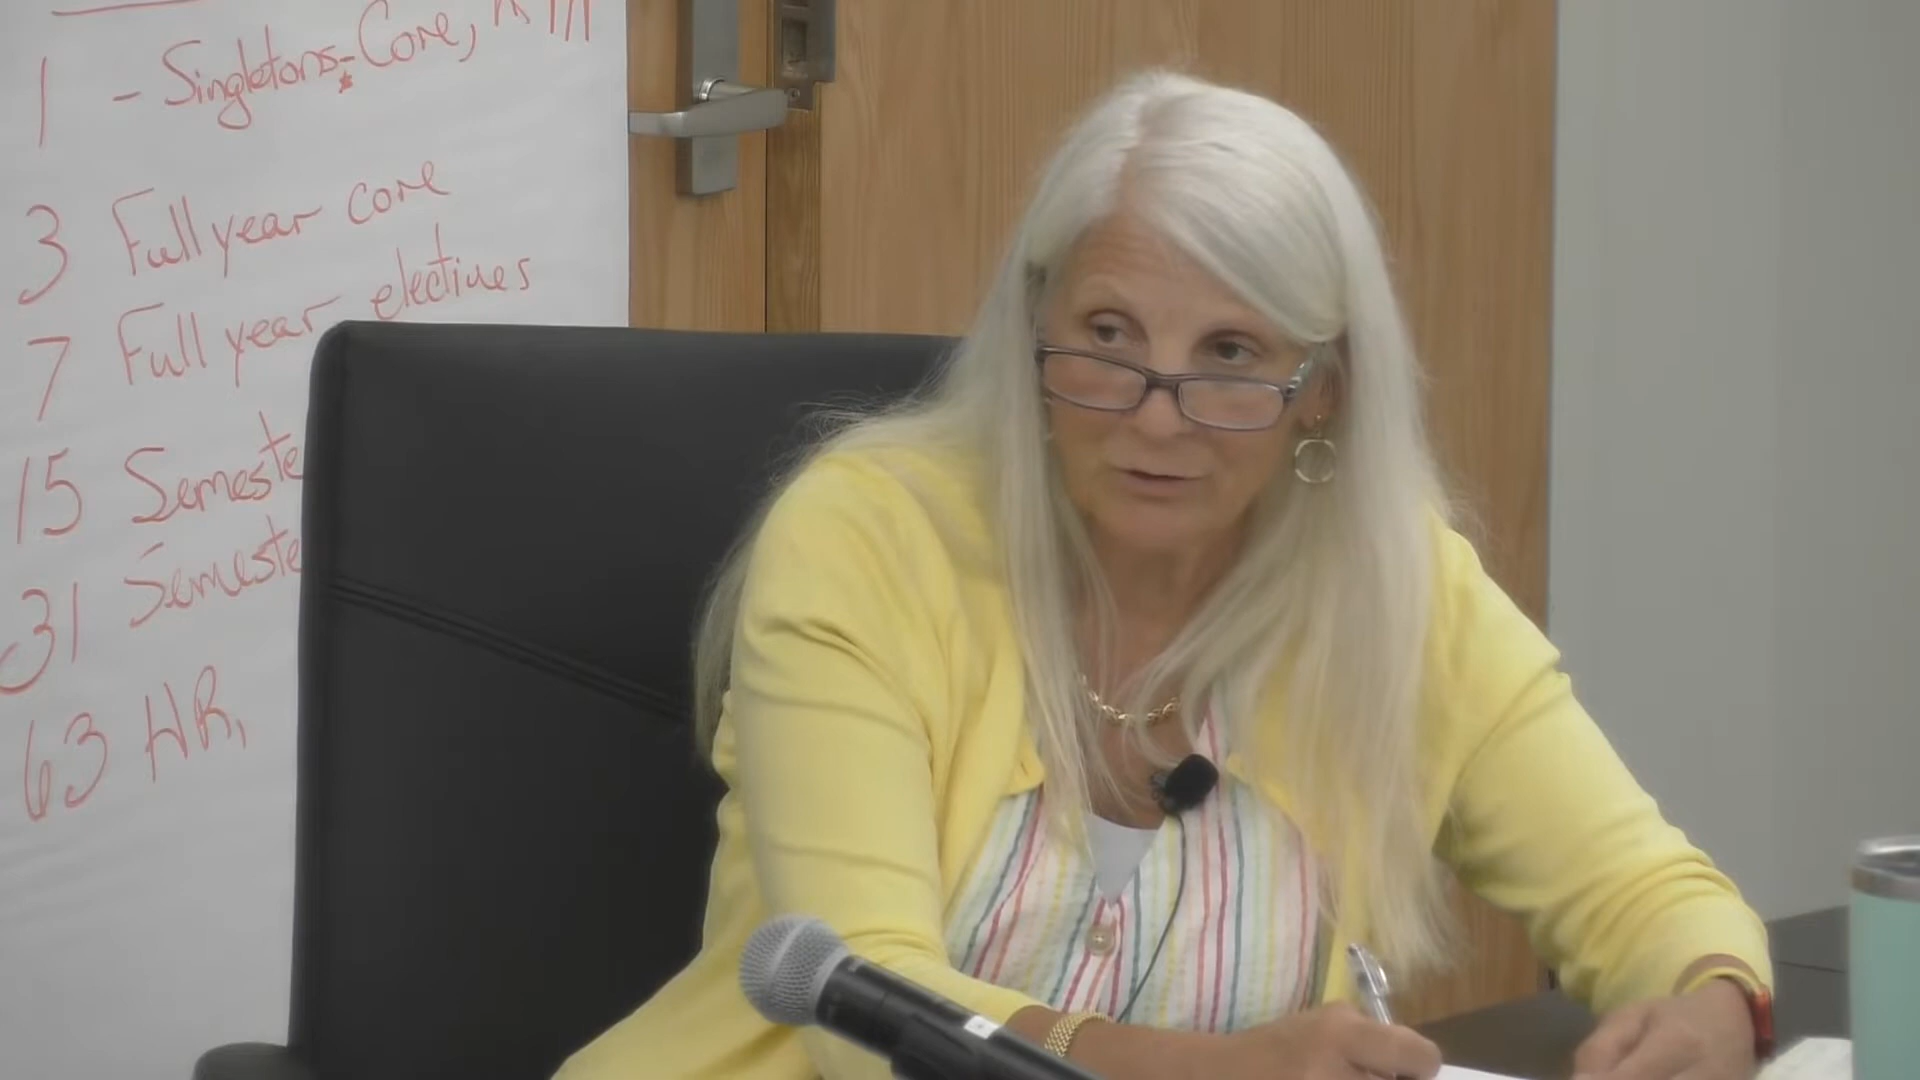 1 - Singletons - Core,
3 Full year core
7 Full year electives
15 Semeste
31 Semeste
63 HR,